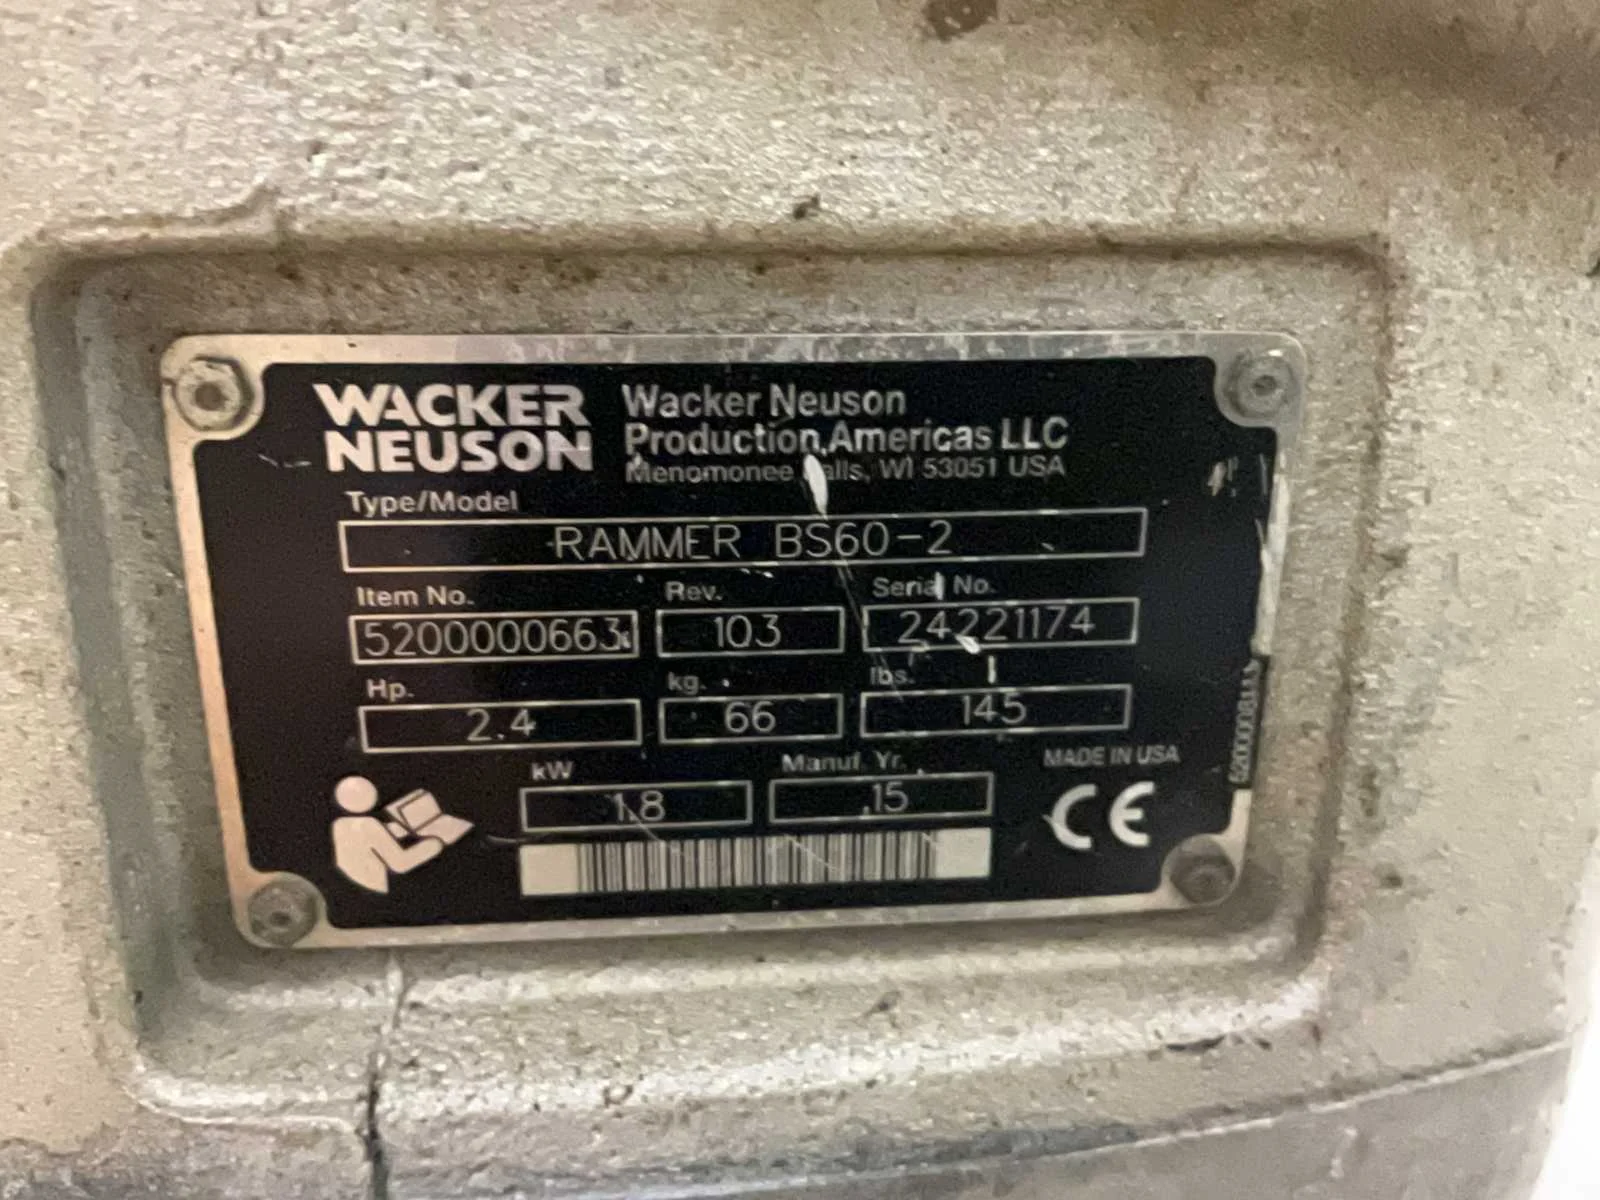 WACKER
NEUSON
Wacker Neuson
Production Americas LLC
Menomonee Falls, WI 53051 USA
Type/Model
RAMMER BS60-2
Item No.
Rev.
Serial No.
5200000663
103
24221174
Hp.
kg.
lbs.
2.4
66
145
kW
Manuf. Yr.
MADE IN USA
1.8
15
CE